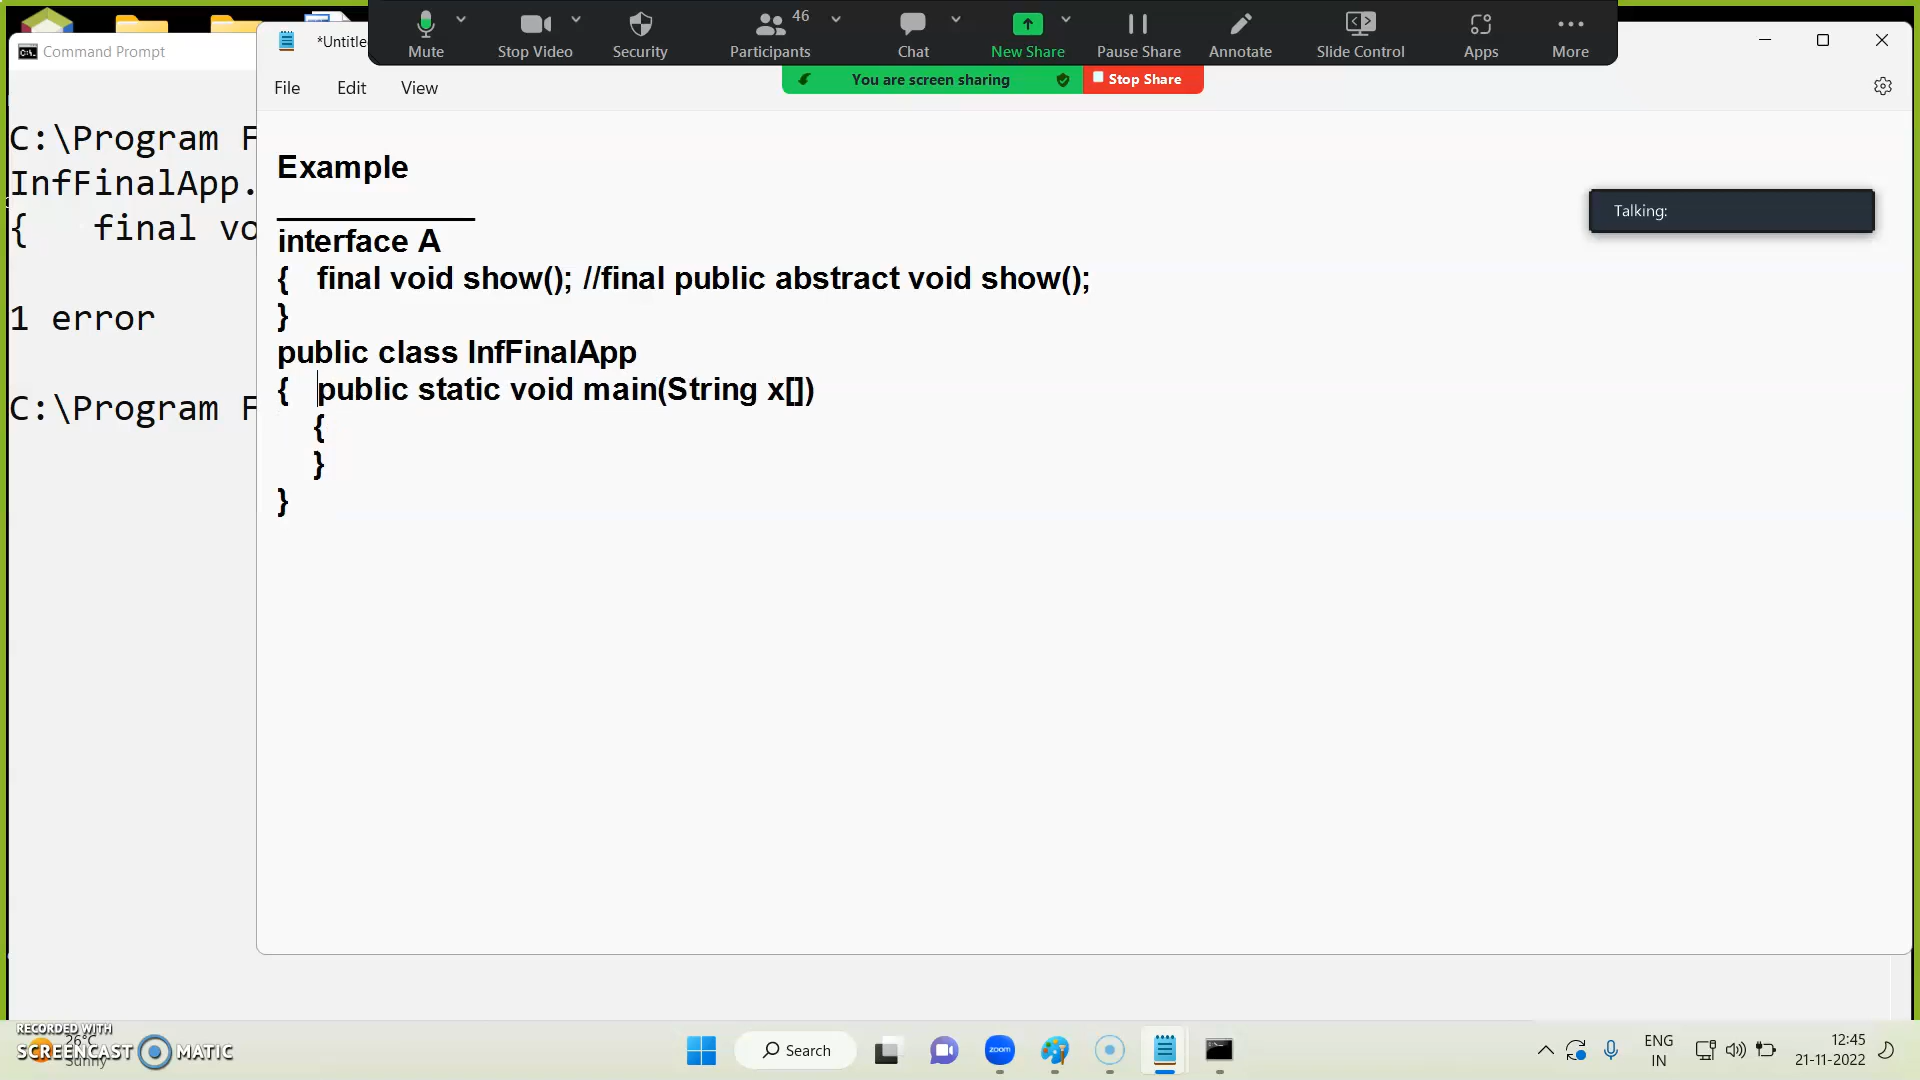 Command Prompt
*Untitle
Mute
Stop Video
Security
46
Participants
Chat
New Share
Pause Share
Annotate
Slide Control
Apps
More
You are screen sharing
Stop Share
File
Edit
View
C:\Program F
InfFinalApp.
{ final vo
1 error
C:\Program F
Talking:
Example
interface A
{ final void show(); //final public abstract void show();
}
public class InfFinalApp
{ public static void main(String x[])
{
}
}
RECORDED WITH
SCREENCAST MATIC
26°C
Sunny
Search
zoom
ENG
IN
12:45
21-11-2022